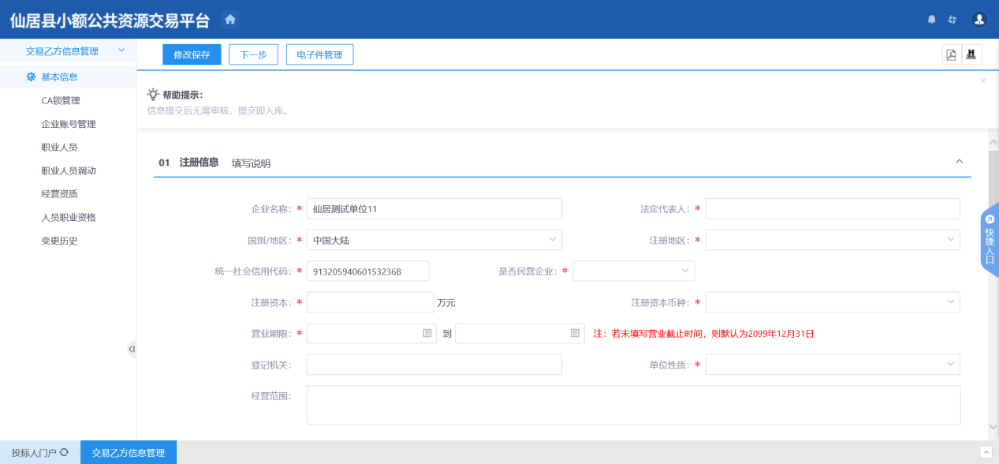 仙居县小额公共资源交易平台
交易乙方信息管理
修改保存 下一步 电子件管理
基本信息
CA锁管理
企业账号管理
职业人员
职业人员调动
经营资质
人员职业资格
变更历史
帮助提示：
信息提交后无需审核，提交即入库。
01 注册信息 填写说明
企业名称： * 仙居测试单位11 法定代表人： *
国别/地区： * 中国大陆 注册地区： *
统一社会信用代码： * 91320594060153236B 是否民营企业： *
注册资本： * 万元 注册资本币种： *
营业期限： * 到 注：若未填写营业截止时间，则默认为2099年12月31日
登记机关： 单位性质： *
经营范围：
快捷入口
投标人门户 交易乙方信息管理